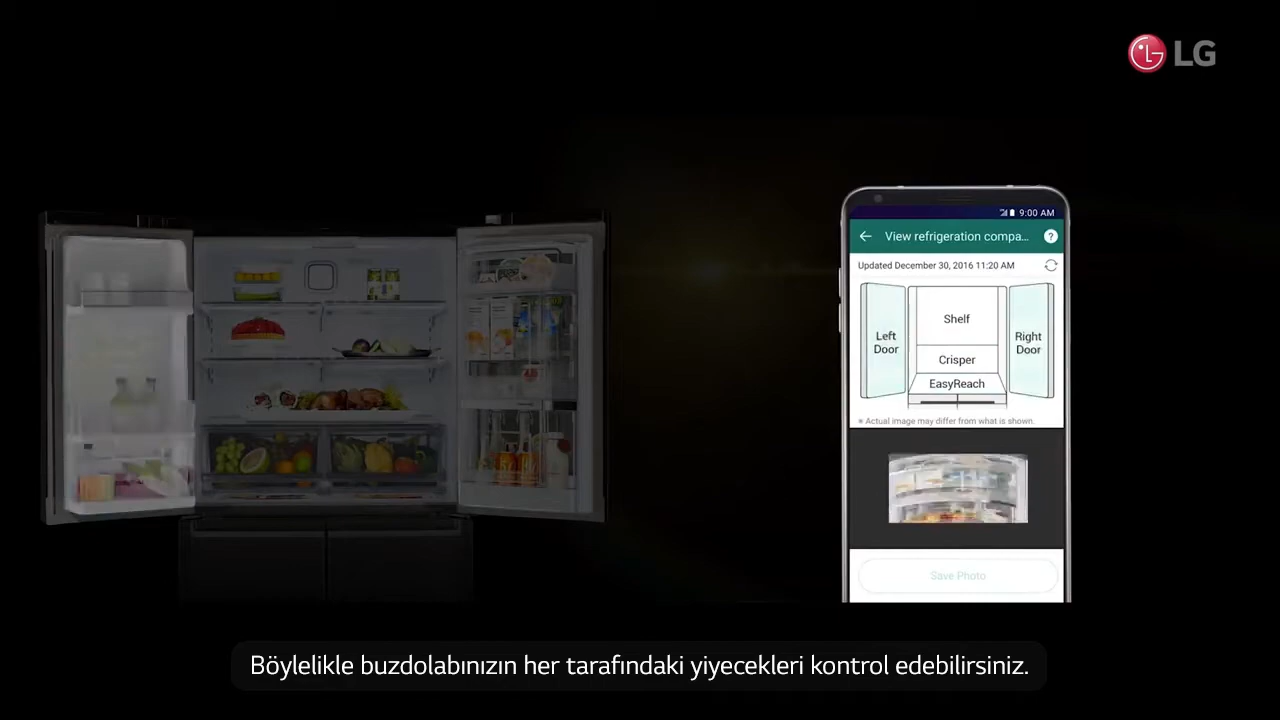 LG
9:00 AM
View refrigeration compa...
?
Updated December 30, 2016 11:20 AM
Shelf
Left
Door
Right
Door
Crisper
EasyReach
※ Actual image may differ from what is shown.
Save Photo
Böylelikle buzdolabınızın her tarafındaki yiyecekleri kontrol edebilirsiniz.